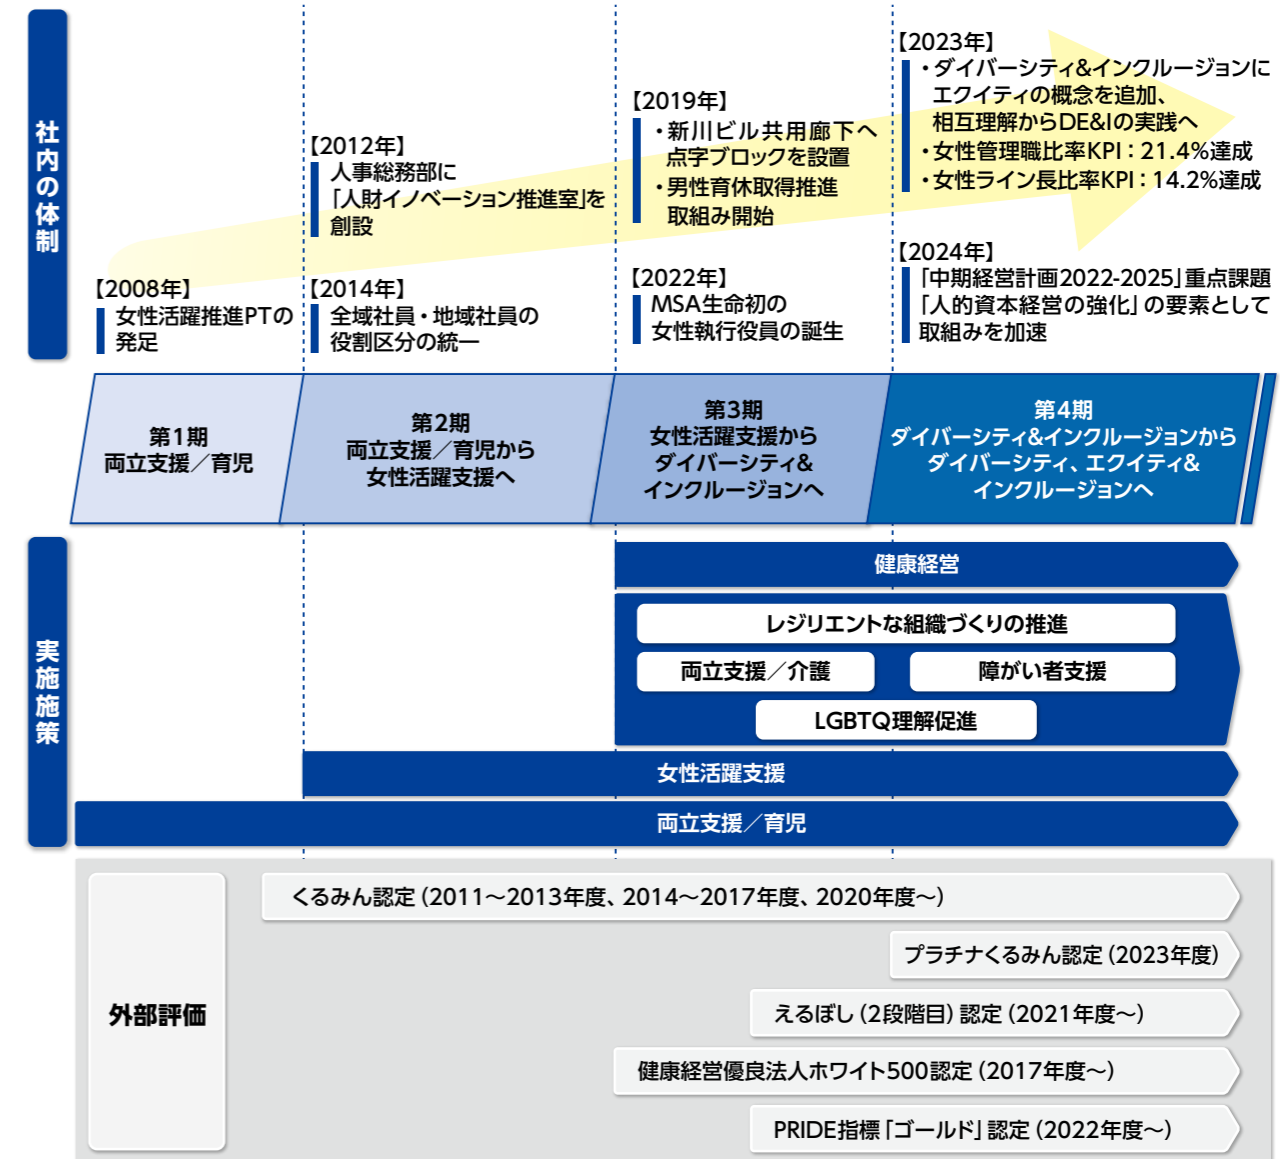 社内の体制
【2008年】
女性活躍推進PTの
発足
【2012年】
人事総務部に
「人財イノベーション推進室」を
創設
【2014年】
全域社員・地域社員の
役割区分の統一
【2019年】
・新川ビル共用廊下へ
点字ブロックを設置
・男性育休取得推進
取組み開始
【2022年】
MSA生命初の
女性執行役員の誕生
【2023年】
・ダイバーシティ&インクルージョンに
エクイティの概念を追加、
相互理解からDE&Iの実践へ
・女性管理職比率KPI：21.4%達成
・女性ライン長比率KPI：14.2%達成
【2024年】
「中期経営計画2022-2025」重点課題
「人的資本経営の強化」の要素として
取組みを加速
第1期
両立支援／育児
第2期
両立支援／育児から
女性活躍支援へ
第3期
女性活躍支援から
ダイバーシティ&
インクルージョンへ
第4期
ダイバーシティ&インクルージョンから
ダイバーシティ、エクイティ&
インクルージョンへ
実施施策
健康経営
レジリエントな組織づくりの推進
両立支援／介護
障がい者支援
LGBTQ理解促進
女性活躍支援
両立支援／育児
外部評価
くるみん認定（2011～2013年度、2014～2017年度、2020年度～）
プラチナくるみん認定（2023年度）
えるぼし（2段階目）認定（2021年度～）
健康経営優良法人ホワイト500認定（2017年度～）
PRIDE指標「ゴールド」認定（2022年度～）